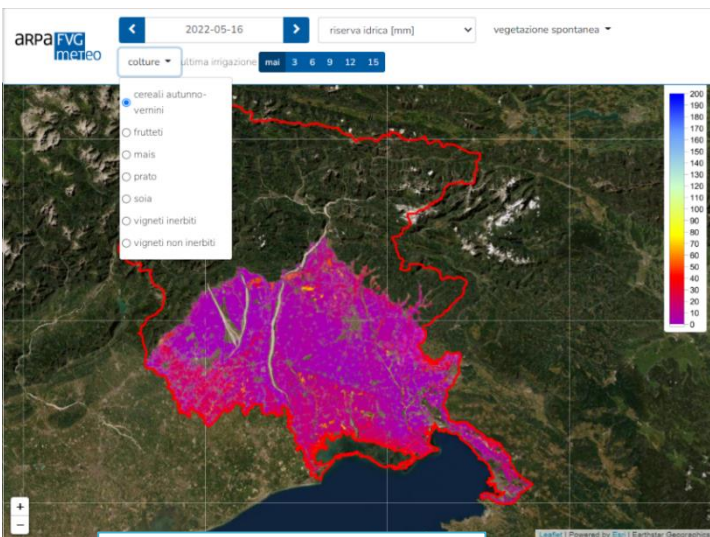 arpa FVG
meteo
2022-05-16
riserva idrica [mm]
vegetazione spontanea
colture
ultima irrigazione
mai 3 6 9 12 15
cereali autunno-
vernini
frutteti
mais
prato
soia
vigneti inerbiti
vigneti non inerbiti
200
190
180
170
160
150
140
130
120
110
100
90
80
70
60
50
40
30
20
10
0
+
−
Leaflet | Powered by Esri | Earthstar Geographics